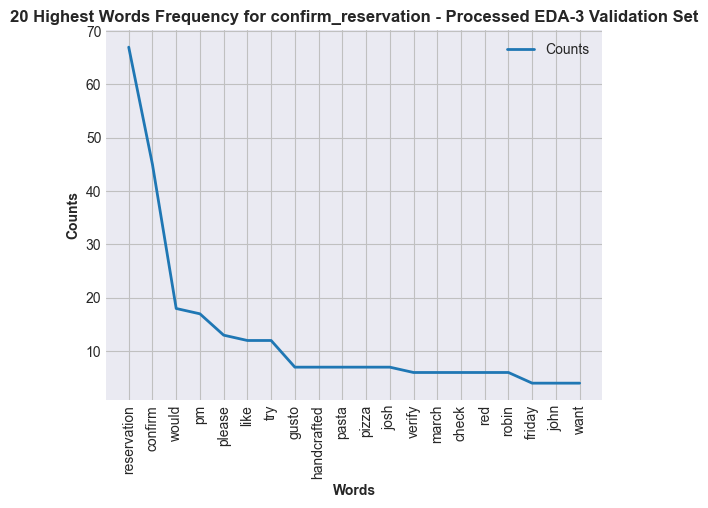 20 Highest Words Frequency for confirm_reservation - Processed EDA-3 Validation Set
Counts
70
60
50
40
30
20
10
Counts
reservation
confirm
would
pm
please
like
try
gusto
handcrafted
pasta
pizza
josh
verify
march
check
red
robin
friday
john
want
Words